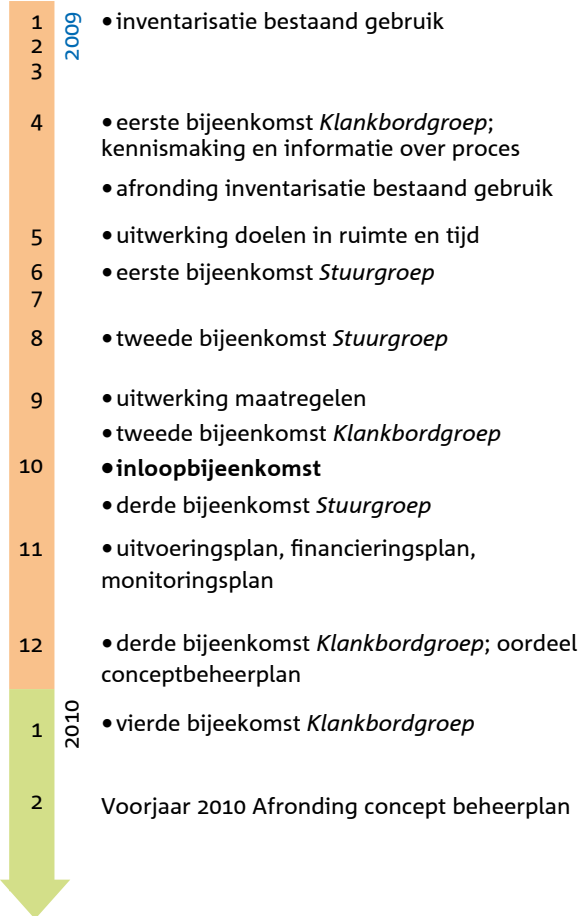 1 2009 • inventarisatie bestaand gebruik
2
3
4 • eerste bijeenkomst Klankbordgroep;
kennismaking en informatie over proces
• afronding inventarisatie bestaand gebruik
5 • uitwerking doelen in ruimte en tijd
6 • eerste bijeenkomst Stuurgroep
7
8 • tweede bijeenkomst Stuurgroep
9 • uitwerking maatregelen
• tweede bijeenkomst Klankbordgroep
10 • inloopbijeenkomst
• derde bijeenkomst Stuurgroep
11 • uitvoeringsplan, financieringsplan,
monitoringsplan
12 • derde bijeenkomst Klankbordgroep; oordeel
conceptbeheerplan
1 2010 • vierde bijeekomst Klankbordgroep
2 Voorjaar 2010 Afronding concept beheerplan